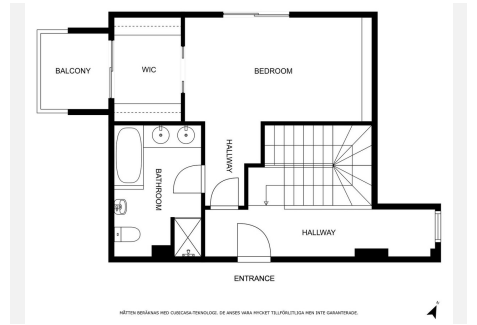 BALCONY
WIC
BEDROOM
HALLWAY
BATHROOM
HALLWAY
ENTRANCE
MÅTTEN BERÄKNAS MED CUBICASA-TEKNOLOGI. DE ANSES VARA MYCKET TILLFÖRLITLIGA MEN INTE GARANTERADE.